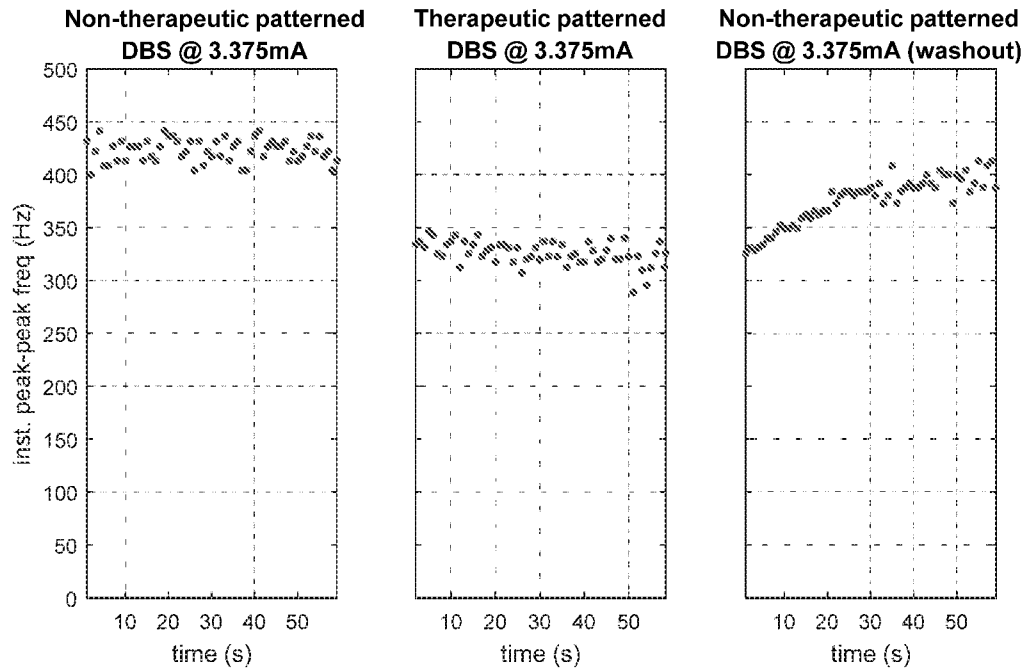 Non-therapeutic patterned
DBS @ 3.375mA
Therapeutic patterned
DBS @ 3.375mA
Non-therapeutic patterned
DBS @ 3.375mA (washout)
inst. peak-peak freq (Hz)
500
450
400
350
300
250
200
150
100
50
0
10 20 30 40 50
time (s)
10 20 30 40 50
time (s)
10 20 30 40 50
time (s)